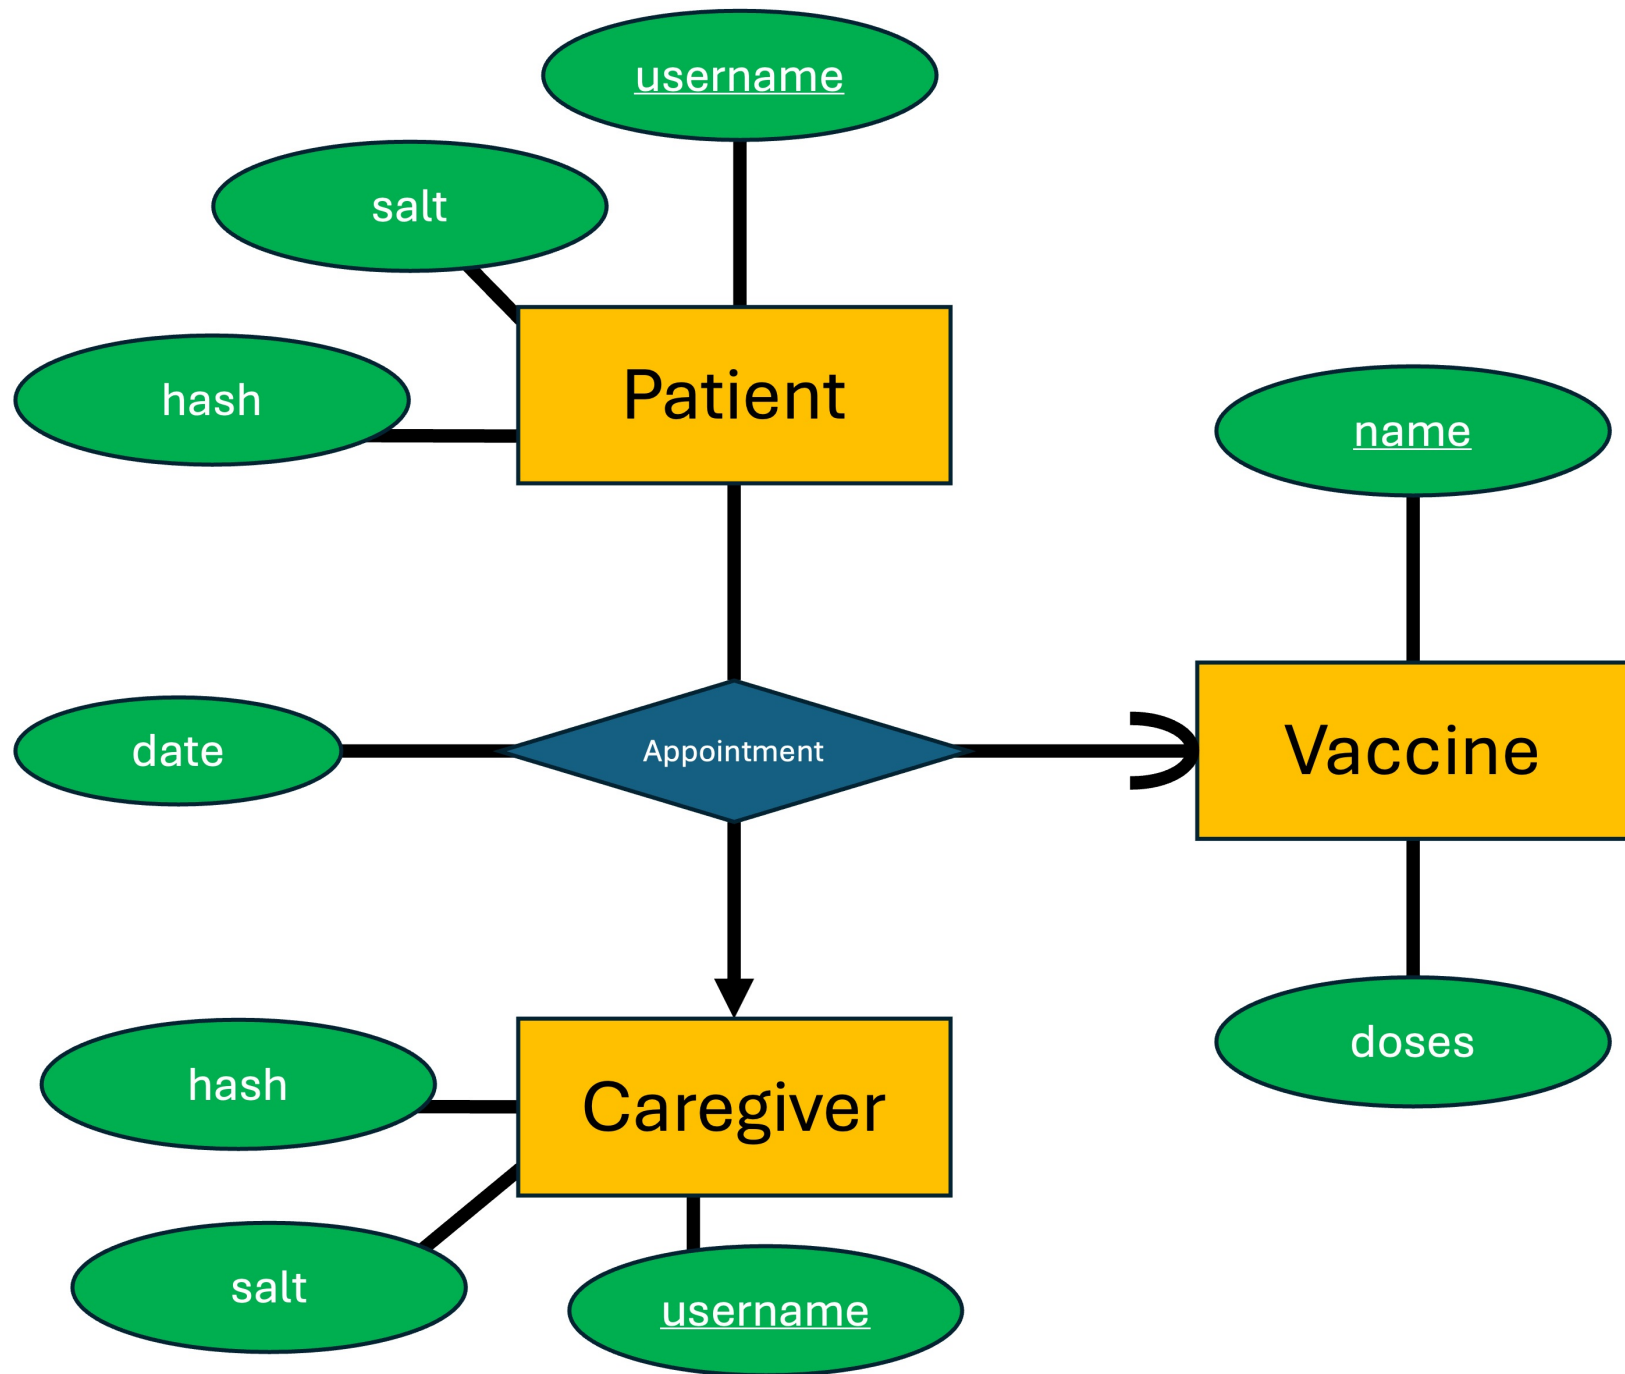 username
salt
Patient
hash
name
date
Appointment
Vaccine
doses
hash
Caregiver
salt
username